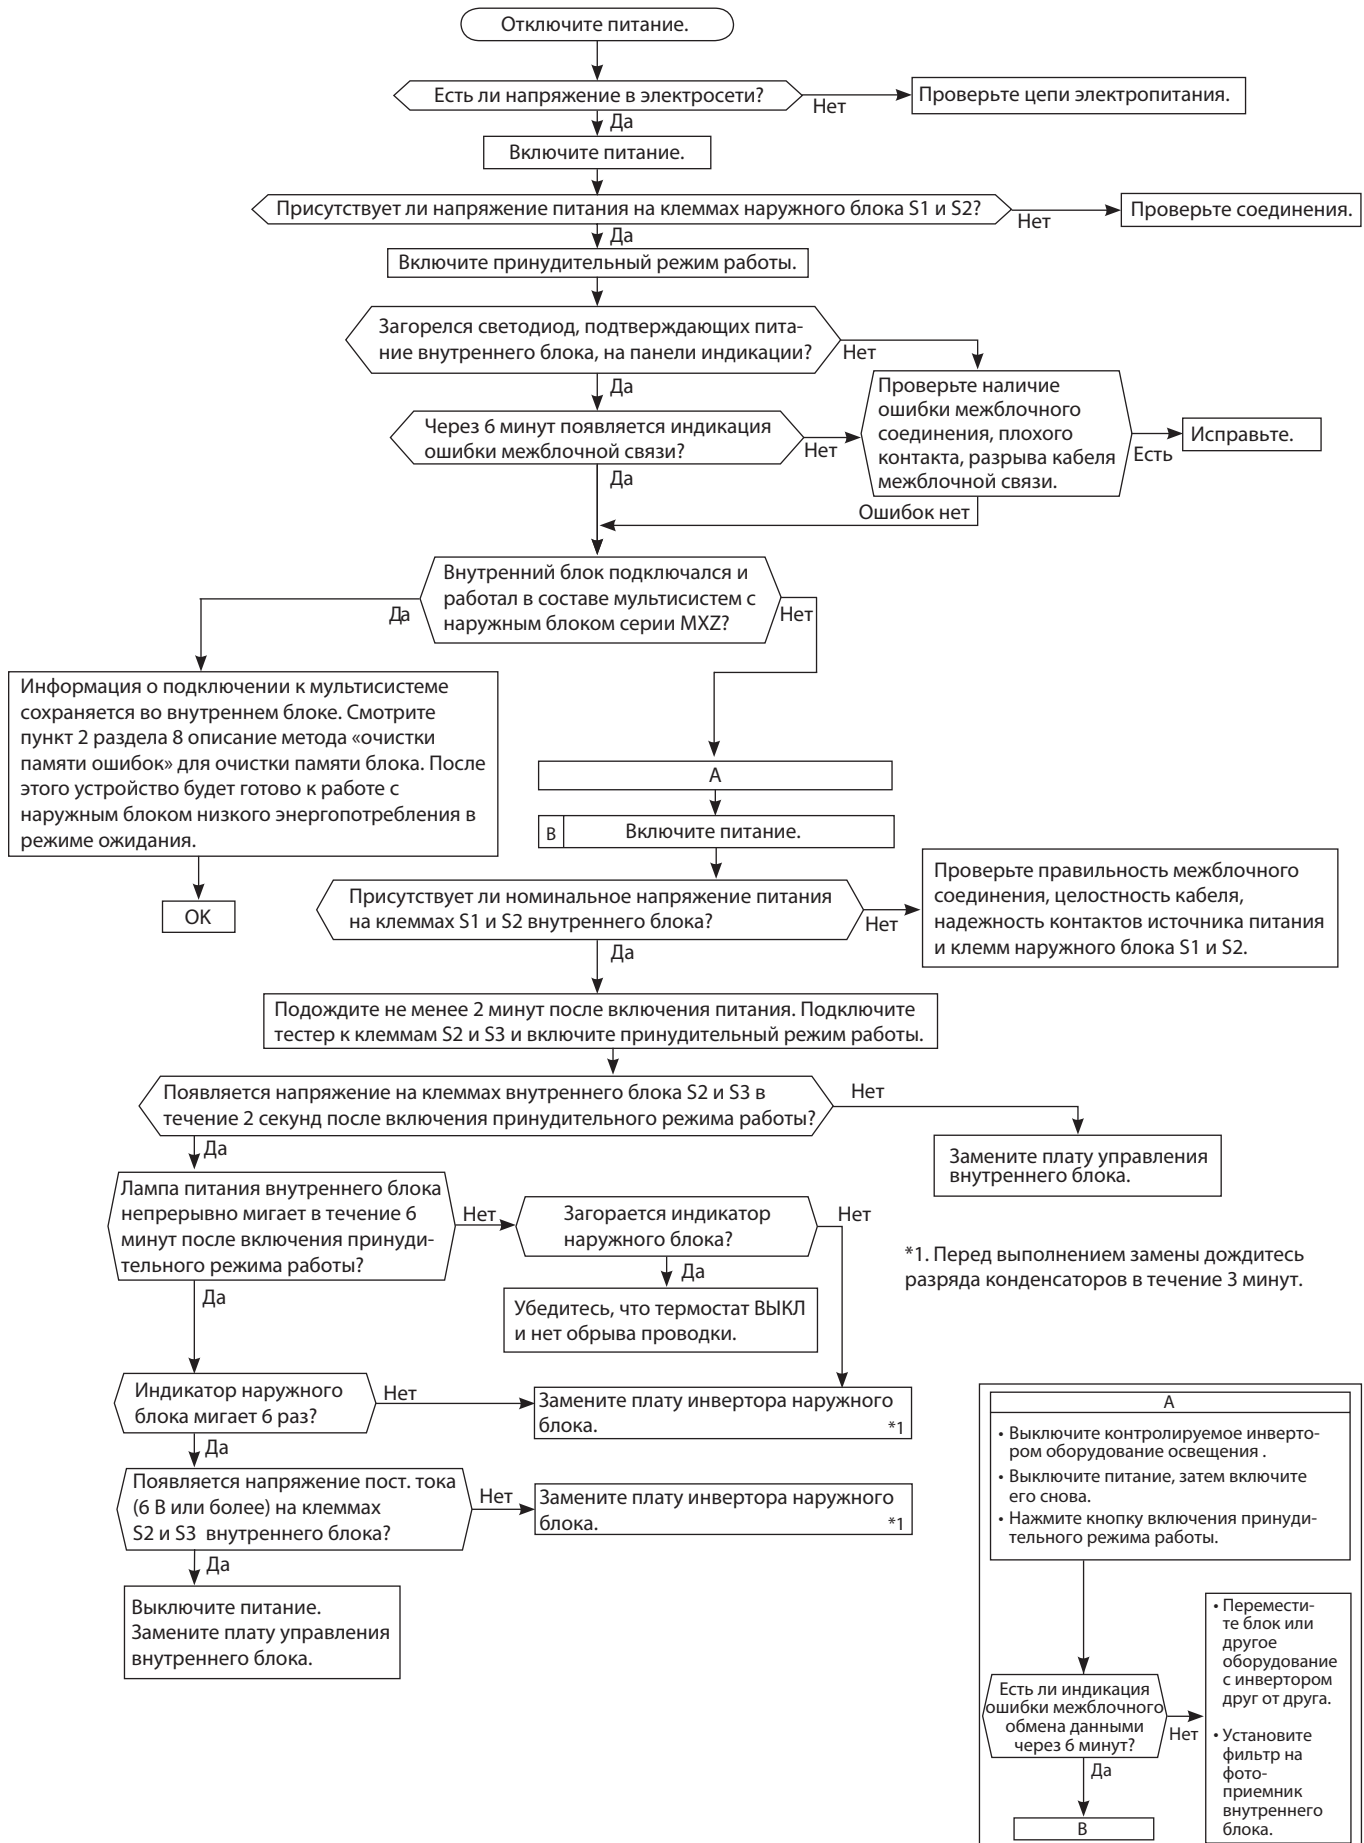 Отключите питание.
Есть ли напряжение в электросети?
Нет
Проверьте цепи электропитания.
Да
Включите питание.
Присутствует ли напряжение питания на клеммах наружного блока S1 и S2?
Нет
Проверьте соединения.
Да
Включите принудительный режим работы.
Загорелся светодиод, подтверждающих пита-
ние внутреннего блока, на панели индикации?
Нет
Да
Проверьте наличие
ошибки межблочного
соединения, плохого
контакта, разрыва кабеля
межблочной связи.
Через 6 минут появляется индикация
ошибки межблочной связи?
Нет
Есть
Исправьте.
Да
Ошибок нет
Внутренний блок подключался и
работал в составе мультисистем с
наружным блоком серии MXZ?
Да
Нет
Информация о подключении к мультисистеме
сохраняется во внутреннем блоке. Смотрите
пункт 2 раздела 8 описание метода «очистки
памяти ошибок» для очистки памяти блока. После
этого устройство будет готово к работе с
наружным блоком низкого энергопотребления в
режиме ожидания.
OK
A
B
Включите питание.
Присутствует ли номинальное напряжение питания
на клеммах S1 и S2 внутреннего блока?
Нет
Проверьте правильность межблочного
соединения, целостность кабеля,
надежность контактов источника питания
и клемм наружного блока S1 и S2.
Да
Подождите не менее 2 минут после включения питания. Подключите
тестер к клеммам S2 и S3 и включите принудительный режим работы.
Появляется напряжение на клеммах внутреннего блока S2 и S3 в
течение 2 секунд после включения принудительного режима работы?
Нет
Замените плату управления
внутреннего блока.
Да
Лампа питания внутреннего блока
непрерывно мигает в течение 6
минут после включения принуди-
тельного режима работы?
Нет
Загорается индикатор
наружного блока?
Нет
Да
Убедитесь, что термостат ВЫКЛ
и нет обрыва проводки.
*1. Перед выполнением замены дождитесь
разряда конденсаторов в течение 3 минут.
Да
Индикатор наружного
блока мигает 6 раз?
Нет
Замените плату инвертора наружного
блока. *1
Да
Появляется напряжение пост. тока
(6 В или более) на клеммах
S2 и S3 внутреннего блока?
Нет
Замените плату инвертора наружного
блока. *1
Да
Выключите питание.
Замените плату управления
внутреннего блока.
A
• Выключите контролируемое инверто-
ром оборудование освещения .
• Выключите питание, затем включите
его снова.
• Нажмите кнопку включения принуди-
тельного режима работы.
Есть ли индикация
ошибки межблочного
обмена данными
через 6 минут?
Нет
• Перемести-
те блок или
другое
оборудование
с инвертором
друг от друга.
• Установите
фильтр на
фото-
приемник
внутреннего
блока.
Да
B